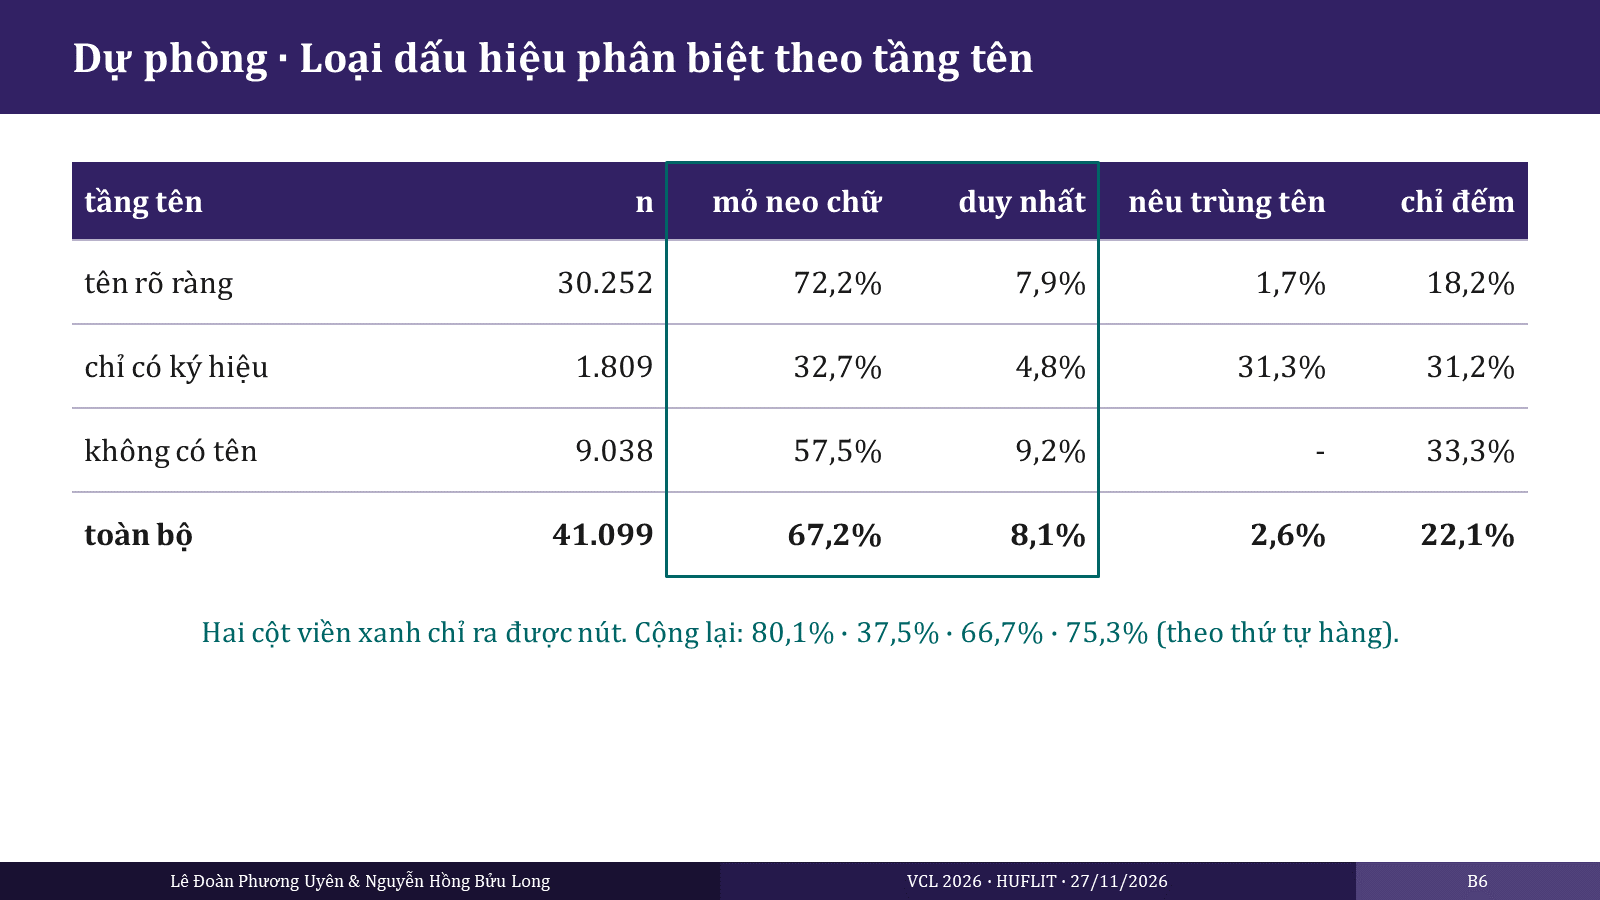 Dự phòng · Loại dấu hiệu phân biệt theo tầng tên
tầng tên n mỏ neo chữ duy nhất nêu trùng tên chỉ đếm
tên rõ ràng 30.252 72,2% 7,9% 1,7% 18,2%
chỉ có ký hiệu 1.809 32,7% 4,8% 31,3% 31,2%
không có tên 9.038 57,5% 9,2% - 33,3%
toàn bộ 41.099 67,2% 8,1% 2,6% 22,1%
Hai cột viền xanh chỉ ra được nút. Cộng lại: 80,1% · 37,5% · 66,7% · 75,3% (theo thứ tự hàng).
Lê Đoàn Phương Uyên & Nguyễn Hồng Bửu Long VCL 2026 · HUFLIT · 27/11/2026 B6